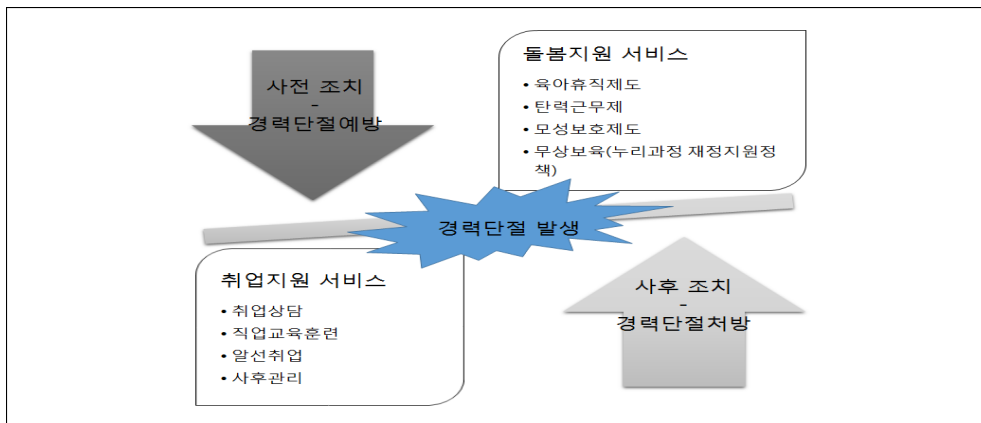 사전 조치
-
경력단절예방
돌봄지원 서비스
• 육아휴직제도
• 탄력근무제
• 모성보호제도
• 무상보육(누리과정 재정지원정
책)
경력단절 발생
취업지원 서비스
• 취업상담
• 직업교육훈련
• 알선취업
• 사후관리
사후 조치
-
경력단절처방